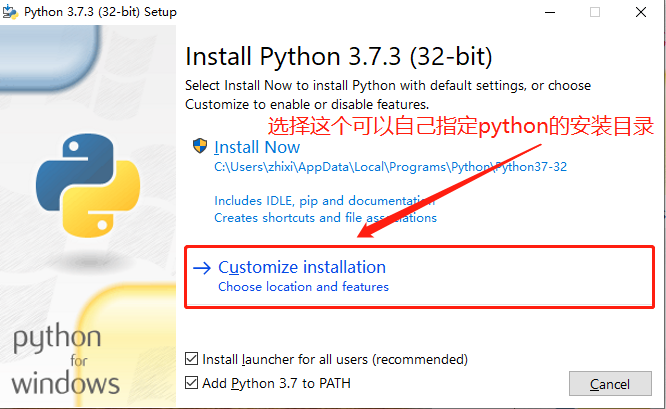 Python 3.7.3 (32-bit) Setup
Install Python 3.7.3 (32-bit)
Select Install Now to install Python with default settings, or choose
Customize to enable or disable features.
选择这个可以自己指定python的安装目录
Install Now
C:\Users\zhixi\AppData\Local\Programs\Python\Python37-32
Includes IDLE, pip and documentation
Creates shortcuts and file associations
Customize installation
Choose location and features
python
for
windows
Install launcher for all users (recommended)
Add Python 3.7 to PATH
Cancel